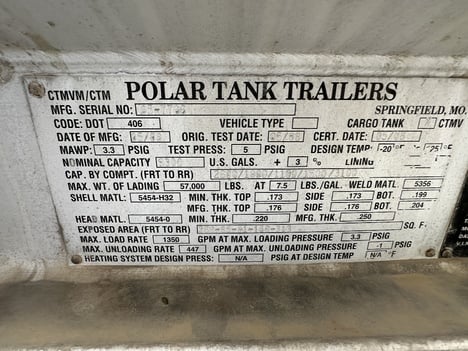 CTMVM/CTM POLAR TANK TRAILERS
MFG. SERIAL NO: SPRINGFIELD, MO.
CODE: DOT 406 VEHICLE TYPE CARGO TANK CTMV
DATE OF MFG. ORIG. TEST DATE: CERT. DATE:
MAWP: 3.3 PSIG TEST PRESS: 5 PSIG DESIGN TEMP: -20 °F
NOMINAL CAPACITY U.S. GALS. + 3 % LINING
CAP. BY COMPT. (FRT TO RR)
MAX. WT. OF LADING 57,000 LBS. AT 7.5 LBS./GAL. WELD MATL. 5356
SHELL MATL: 5454-H32 MIN. THK. TOP .173 SIDE .173 BOT. .199
MFG. THK. TOP .176 SIDE .176 BOT. .204
HEAD MATL. 5454-0 MIN. THK. .220 MFG. THK. .250
EXPOSED AREA (FRT TO RR) SQ. F
MAX. LOAD RATE 1350 GPM AT MAX. LOADING PRESSURE 3.3 PSIG
MAX. UNLOADING RATE 447 GPM AT MAX. UNLOADING PRESSURE -1 PSIG
HEATING SYSTEM DESIGN PRESS: N/A PSIG AT DESIGN TEMP N/A °F